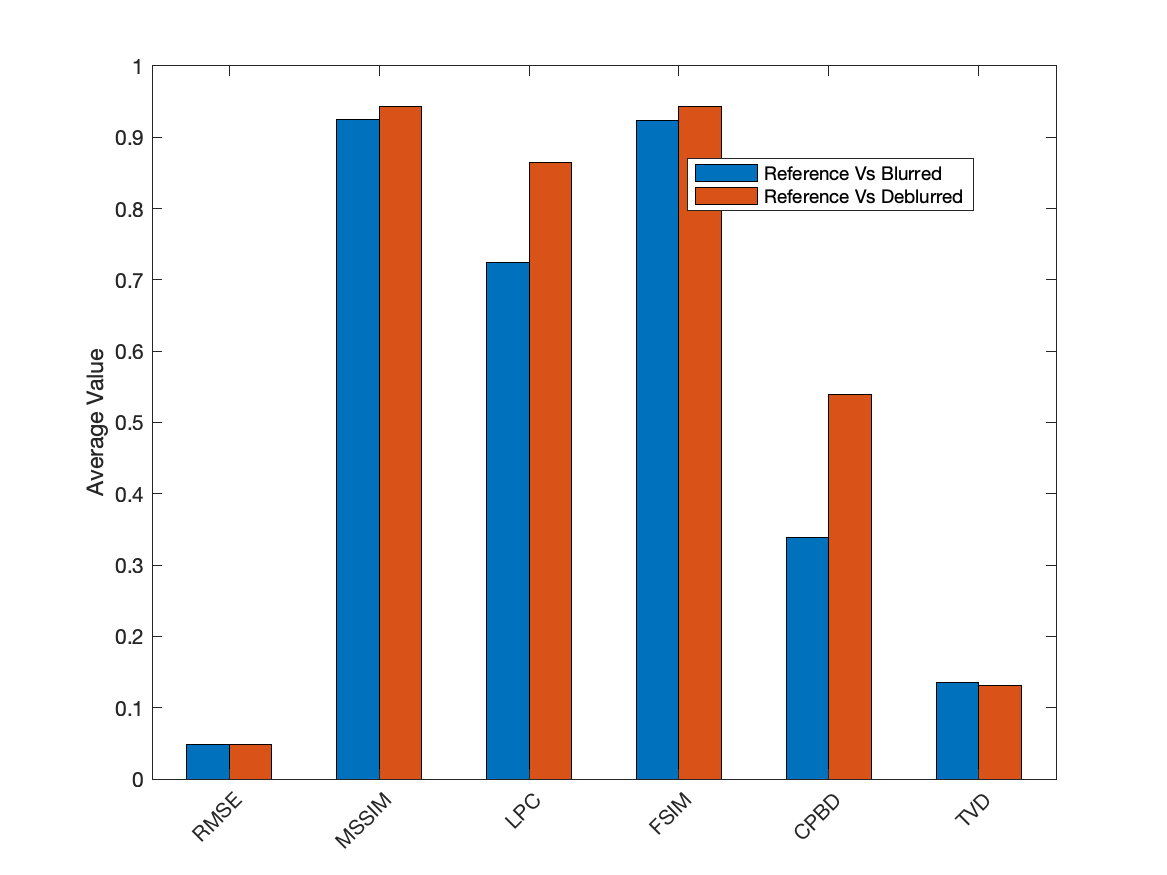 1
0.9
0.8
0.7
0.6
0.5
0.4
0.3
0.2
0.1
0
Average Value
Reference Vs Blurred
Reference Vs Deblurred
RMSE
MSSIM
LPC
FSIM
CPBD
TVD